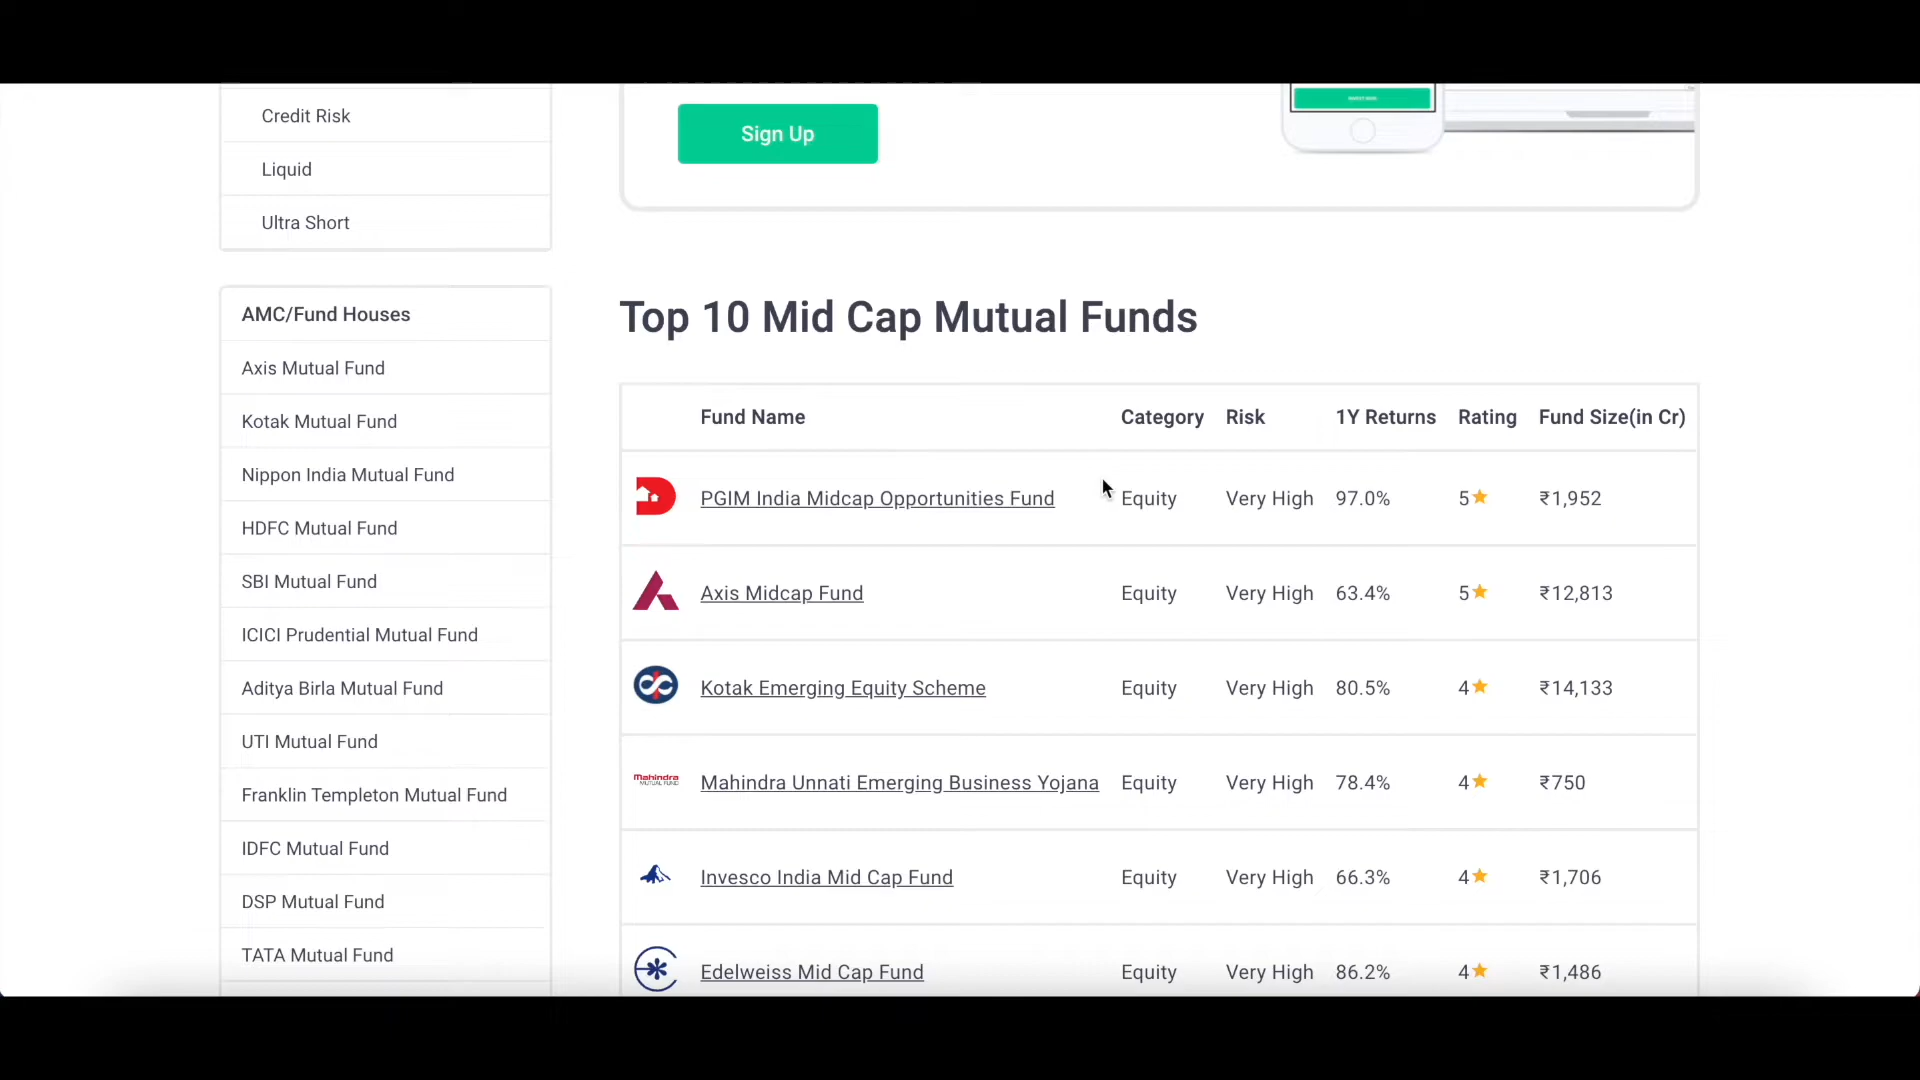 Credit Risk
Liquid
Ultra Short
AMC/Fund Houses
Axis Mutual Fund
Kotak Mutual Fund
Nippon India Mutual Fund
HDFC Mutual Fund
SBI Mutual Fund
ICICI Prudential Mutual Fund
Aditya Birla Mutual Fund
UTI Mutual Fund
Franklin Templeton Mutual Fund
IDFC Mutual Fund
DSP Mutual Fund
TATA Mutual Fund
Sign Up
Top 10 Mid Cap Mutual Funds
Fund Name Category Risk 1Y Returns Rating Fund Size(in Cr)
PGIM India Midcap Opportunities Fund Equity Very High 97.0% 5★ ₹1,952
Axis Midcap Fund Equity Very High 63.4% 5★ ₹12,813
Kotak Emerging Equity Scheme Equity Very High 80.5% 4★ ₹14,133
Mahindra MUTUAL FUND Mahindra Unnati Emerging Business Yojana Equity Very High 78.4% 4★ ₹750
Invesco India Mid Cap Fund Equity Very High 66.3% 4★ ₹1,706
Edelweiss Mid Cap Fund Equity Very High 86.2% 4★ ₹1,486